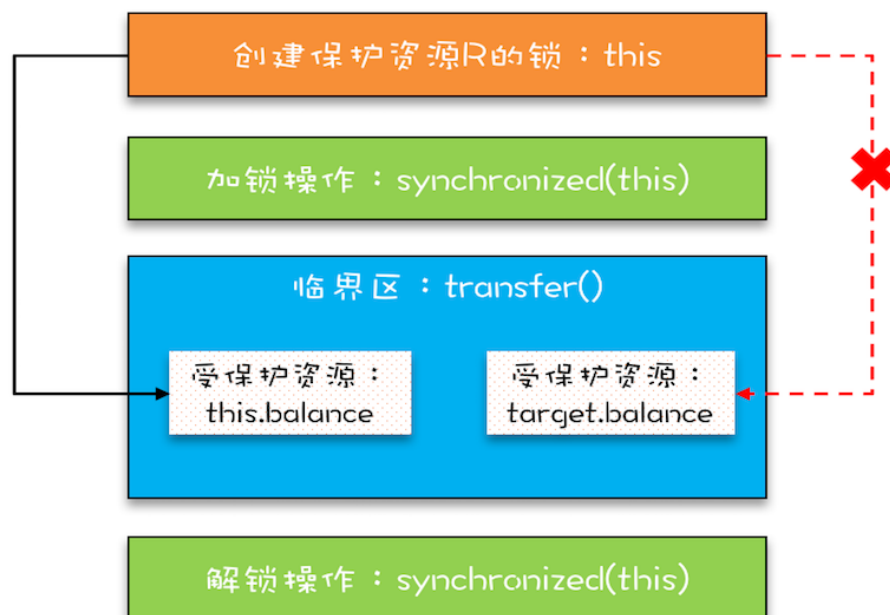 创建保护资源R的锁：this
加锁操作：synchronized(this)
临界区：transfer()
受保护资源：
this.balance
受保护资源：
target.balance
解锁操作：synchronized(this)